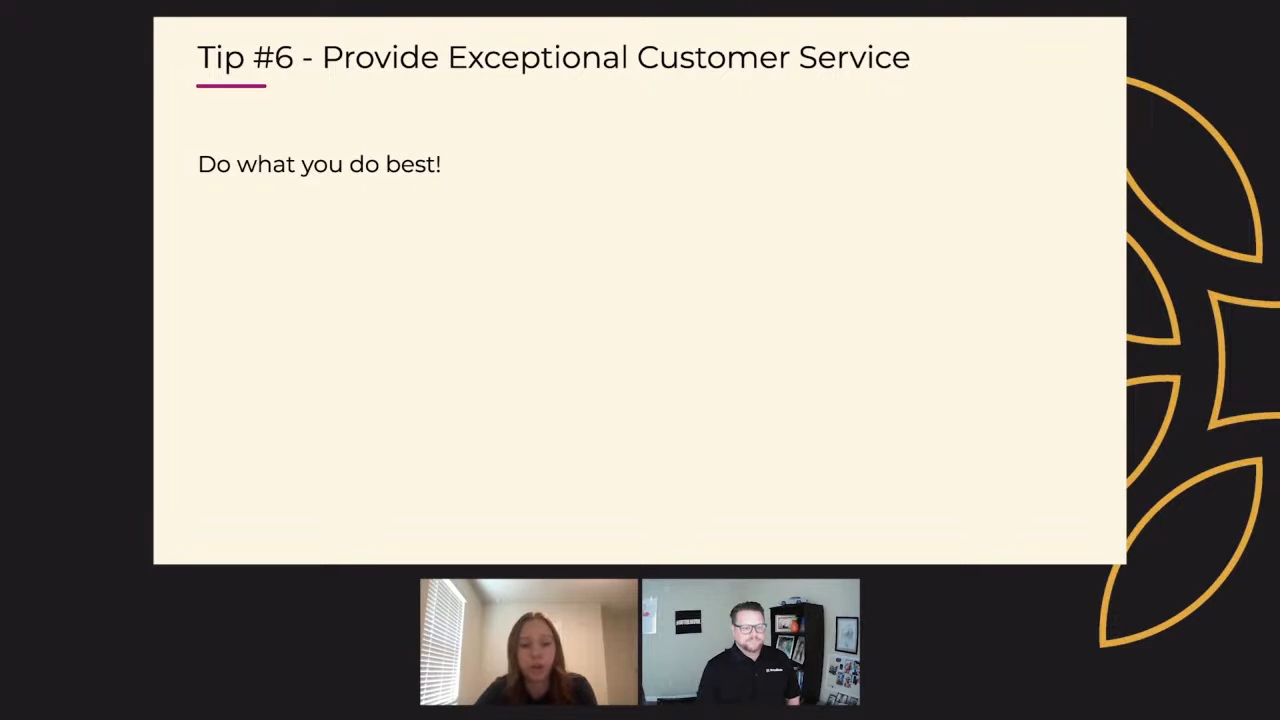 Tip #6 - Provide Exceptional Customer Service
Do what you do best!